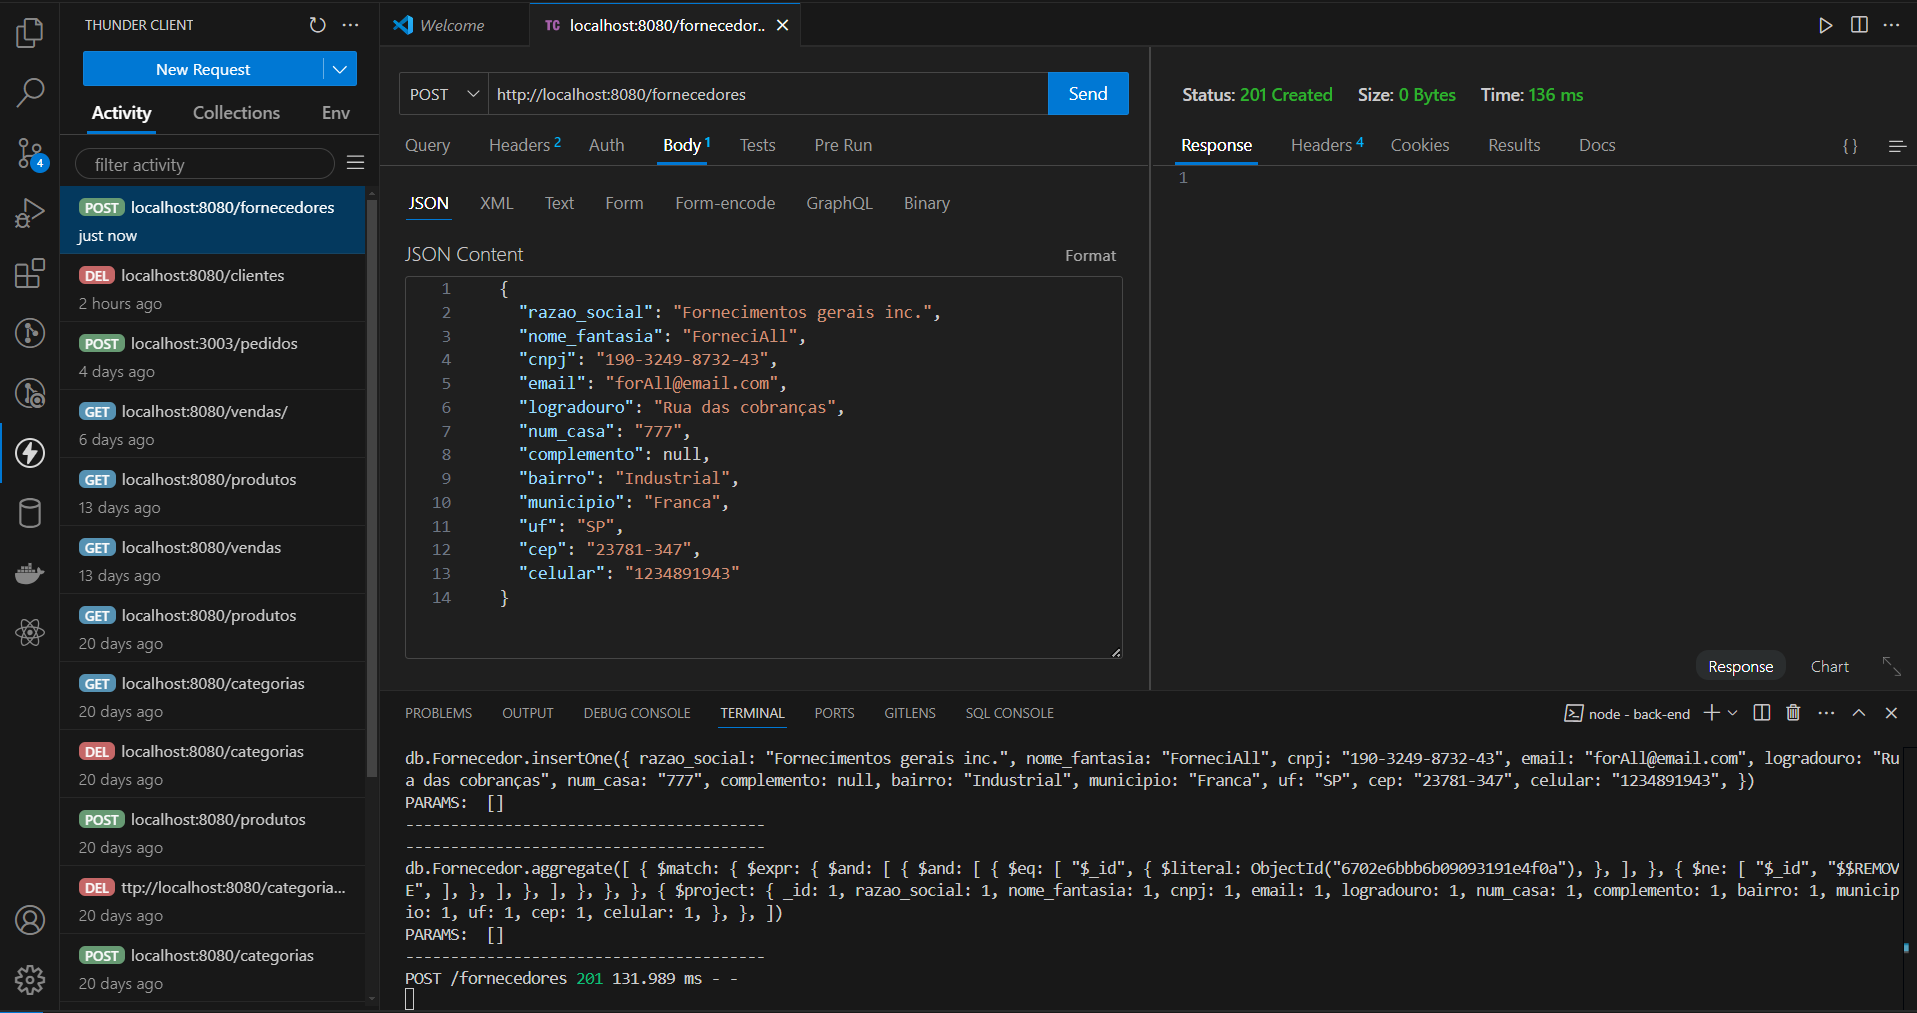 THUNDER CLIENT
New Request
Activity Collections Env
filter activity
POST localhost:8080/fornecedores
just now
DEL localhost:8080/clientes
2 hours ago
POST localhost:3003/pedidos
4 days ago
GET localhost:8080/vendas/
6 days ago
GET localhost:8080/produtos
13 days ago
GET localhost:8080/vendas
13 days ago
GET localhost:8080/produtos
20 days ago
GET localhost:8080/categorias
20 days ago
DEL localhost:8080/categorias
20 days ago
POST localhost:8080/produtos
20 days ago
DEL ttp://localhost:8080/categoria...
20 days ago
POST localhost:8080/categorias
20 days ago
4
Welcome
TC localhost:8080/fornecedor..
POST http://localhost:8080/fornecedores Send
Query Headers 2 Auth Body 1 Tests Pre Run
JSON XML Text Form Form-encode GraphQL Binary
JSON Content Format
1 {
2 "razao_social": "Fornecimentos gerais inc.",
3 "nome_fantasia": "ForneciAll",
4 "cnpj": "190-3249-8732-43",
5 "email": "forAll@email.com",
6 "logradouro": "Rua das cobranças",
7 "num_casa": "777",
8 "complemento": null,
9 "bairro": "Industrial",
10 "municipio": "Franca",
11 "uf": "SP",
12 "cep": "23781-347",
13 "celular": "1234891943"
14 }
Status: 201 Created Size: 0 Bytes Time: 136 ms
Response Headers 4 Cookies Results Docs {}
1
Response Chart
PROBLEMS OUTPUT DEBUG CONSOLE TERMINAL PORTS GITLENS SQL CONSOLE
node - back-end
db.Fornecedor.insertOne({ razao_social: "Fornecimentos gerais inc.", nome_fantasia: "ForneciAll", cnpj: "190-3249-8732-43", email: "forAll@email.com", logradouro: "Ru
a das cobranças", num_casa: "777", complemento: null, bairro: "Industrial", municipio: "Franca", uf: "SP", cep: "23781-347", celular: "1234891943", })
PARAMS: []
----------------------------------------
----------------------------------------
db.Fornecedor.aggregate([ { $match: { $expr: { $and: [ { $and: [ { $eq: [ "$_id", { $literal: ObjectId("6702e6bbb6b09093191e4f0a"), }, ], }, { $ne: [ "$_id", "$$REMOV
E", ], }, ], }, ], }, }, }, { $project: { _id: 1, razao_social: 1, nome_fantasia: 1, cnpj: 1, email: 1, logradouro: 1, num_casa: 1, complemento: 1, bairro: 1, municip
io: 1, uf: 1, cep: 1, celular: 1, }, }, ])
PARAMS: []
----------------------------------------
POST /fornecedores 201 131.989 ms - -